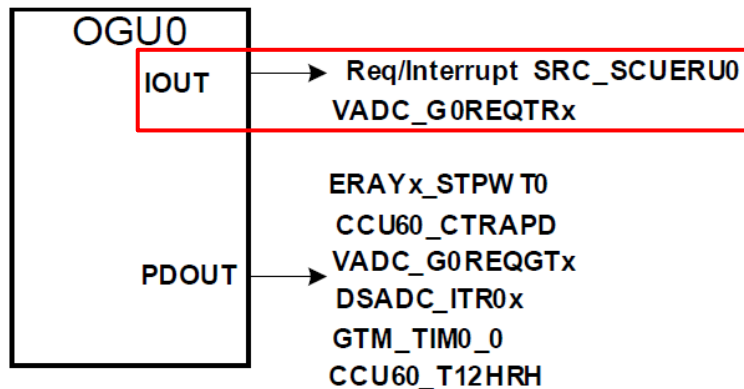 OGU0
IOUT
Req/Interrupt SRC_SCUERU0
VADC_G0REQTRx
ERAYx_STPWT0
CCU60_CTRAPD
PDOUT
VADC_G0REQGTx
DSADC_ITR0x
GTM_TIM0_0
CCU60_T12HRH